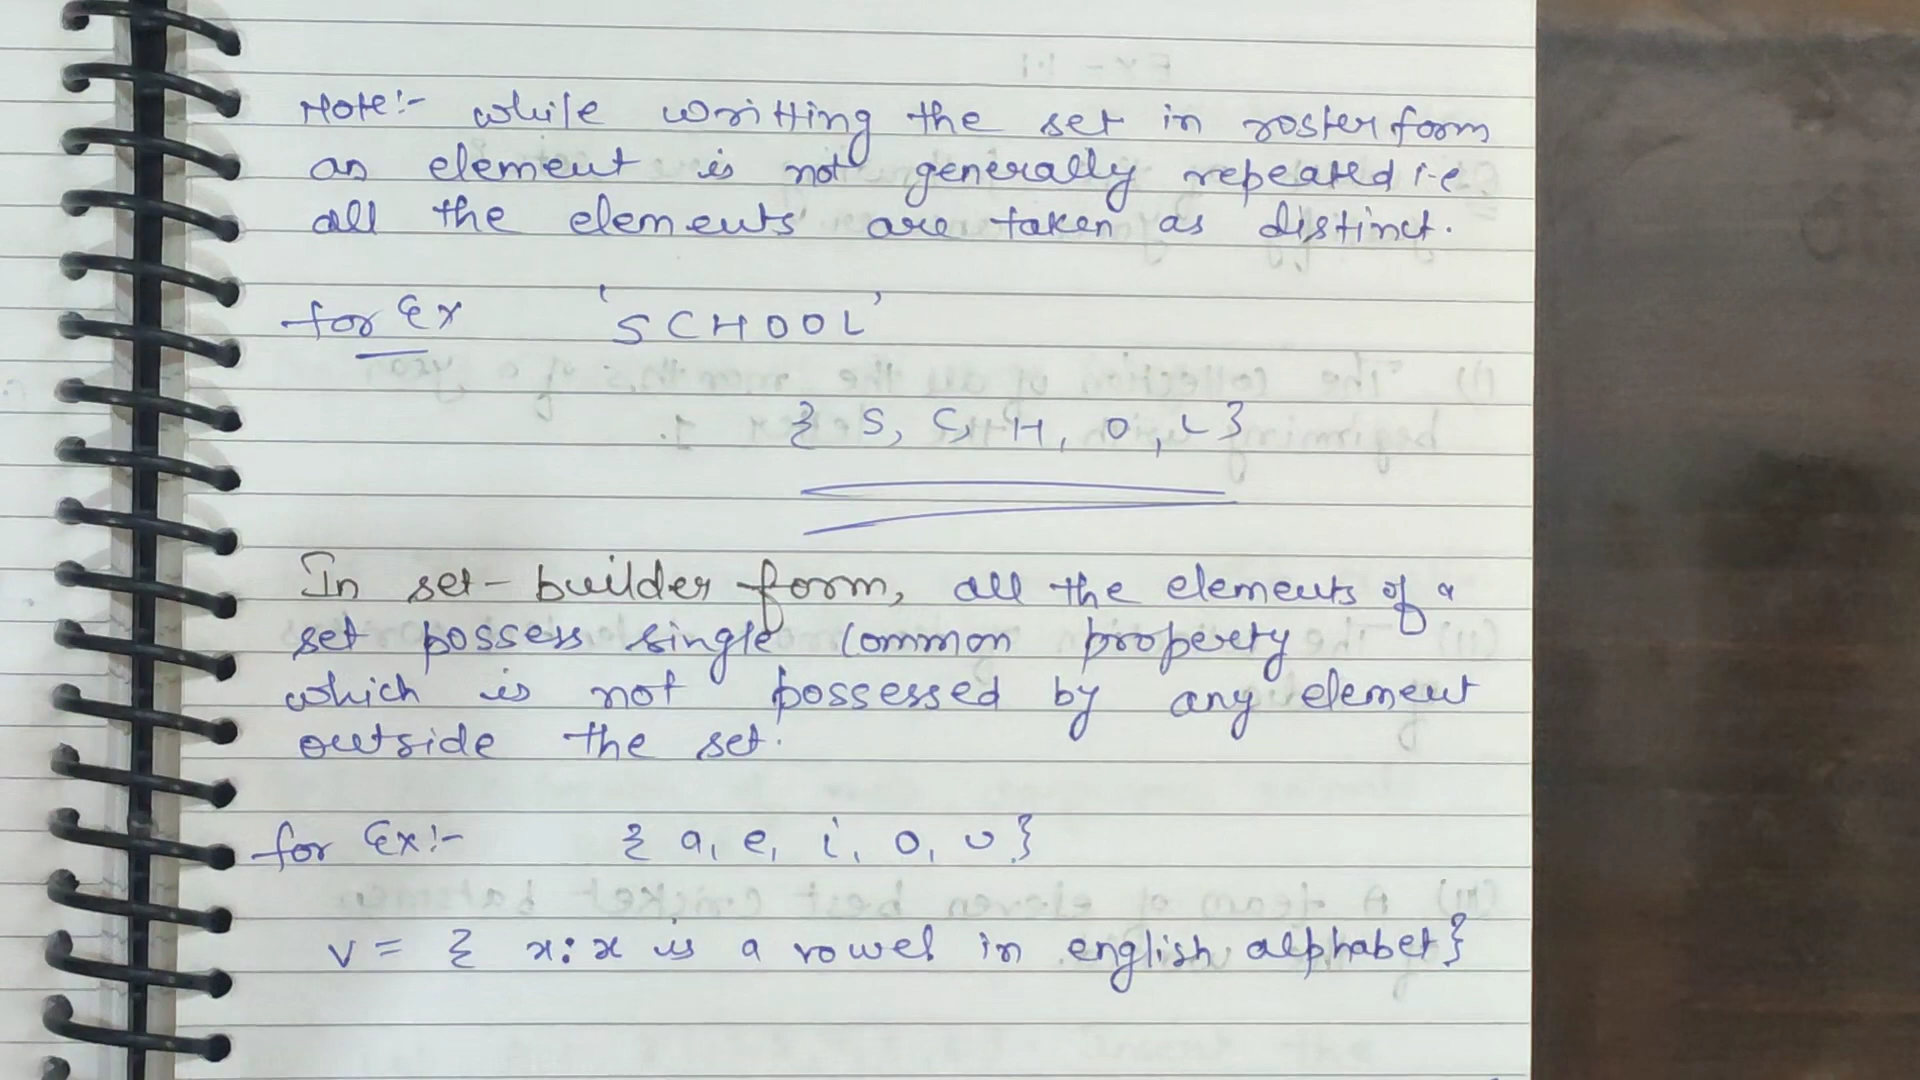 Note:- while writting the set in roster form
an element is not generally repeated i.e
all the elements are taken as distinct.
for Ex 'SCHOOL'
{ S, C, H, O, L }
In set-builder form, all the elements of a
set possess single common property
which is not possessed by any element
outside the set.
for Ex:- { a, e, i, o, u }
V = { x : x is a vowel in english alphabet }